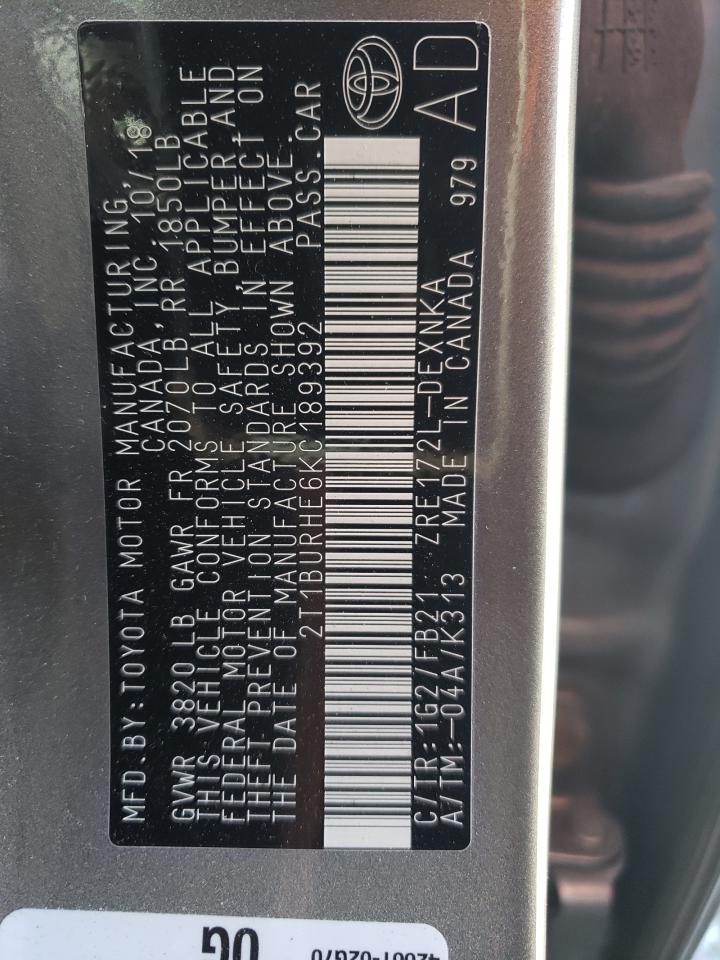 MFD.BY:TOYOTA MOTOR MANUFACTURING,
CANADA, INC. 10/18
GVWR 3820 LB GAWR FR 2070LB RR 1850LB
THIS VEHICLE CONFORMS TO ALL APPLICABLE
FEDERAL MOTOR VEHICLE SAFETY, BUMPER, AND
THEFT PREVENTION STANDARDS IN EFFECT ON
THE DATE OF MANUFACTURE SHOWN ABOVE.
2T1BURHE6KC189392 PASS.CAR
C/TR:1G2/FB21 ZRE172L-DEXNKA 979
A/TM:-04A/K313 MADE IN CANADA
AD
0G